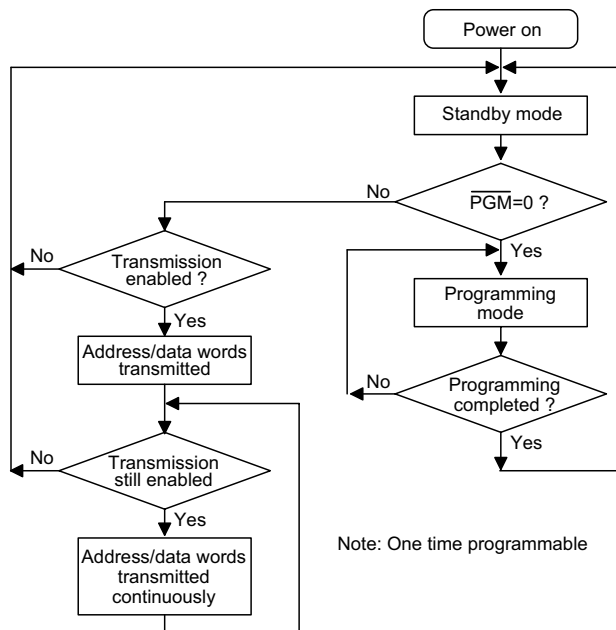 Power on
Standby mode
P̅G̅M̅=0 ?
No
Yes
Transmission
enabled ?
No
Yes
Programming
mode
Address/data words
transmitted
Programming
completed ?
No
Yes
Transmission
still enabled
No
Yes
Address/data words
transmitted
continuously
Note: One time programmable